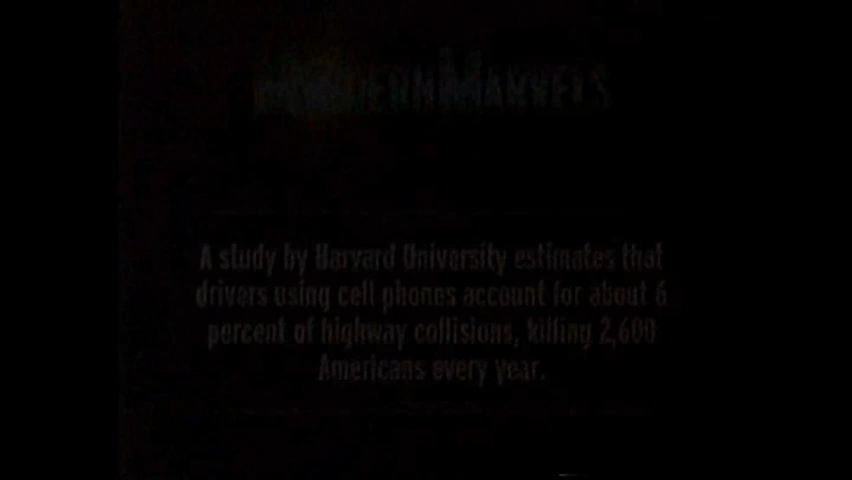 ModernMarvels
A study by Harvard University estimates that
drivers using cell phones account for about 6
percent of highway collisions, killing 2,600
Americans every year.